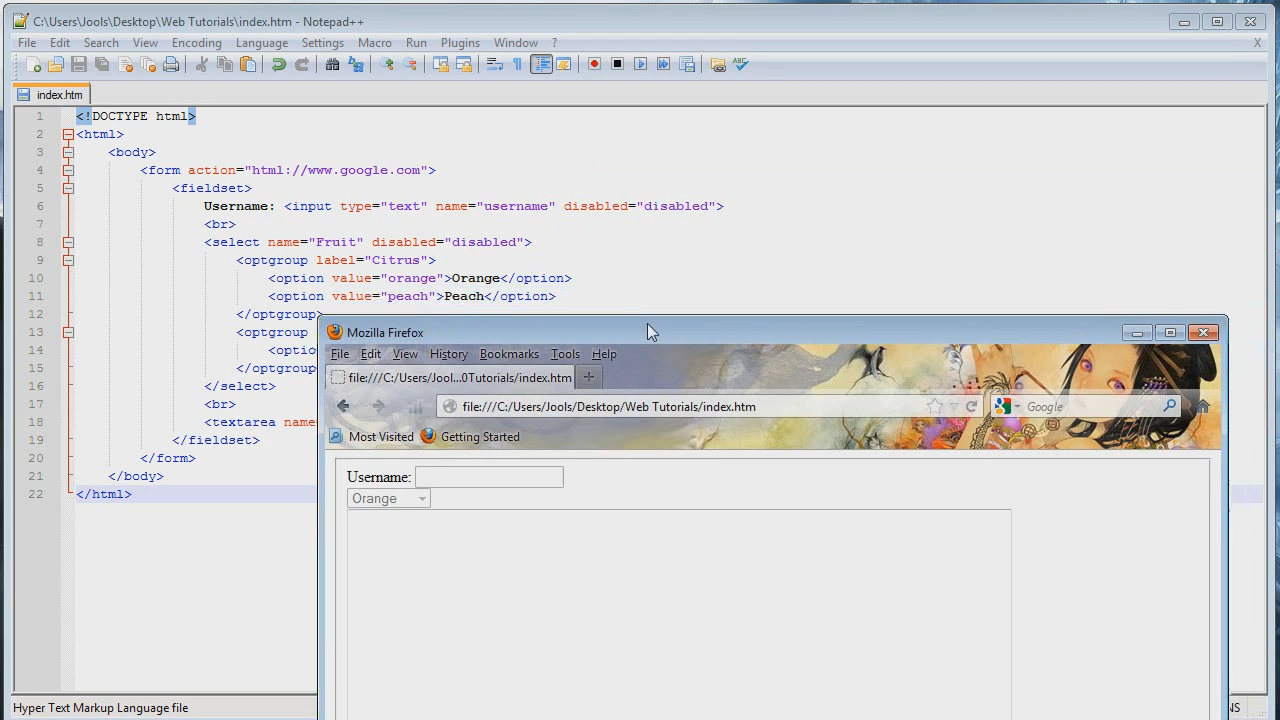 C:\Users\Jools\Desktop\Web Tutorials\index.htm - Notepad++
File Edit Search View Encoding Language Settings Macro Run Plugins Window ? X
index.htm
1 <!DOCTYPE html>
2 <html>
3 <body>
4 <form action="html://www.google.com">
5 <fieldset>
6 Username: <input type="text" name="username" disabled="disabled">
7 <br>
8 <select name="Fruit" disabled="disabled">
9 <optgroup label="Citrus">
10 <option value="orange">Orange</option>
11 <option value="peach">Peach</option>
12 </optgroup>
13 <optgroup
14 <optio
15 </optgroup
16 </select>
17 <br>
18 <textarea name
19 </fieldset>
20 </form>
21 </body>
22 </html>
Mozilla Firefox
File Edit View History Bookmarks Tools Help
file:///C:/Users/Jool...0Tutorials/index.htm
file:///C:/Users/Jools/Desktop/Web Tutorials/index.htm Google
Most Visited Getting Started
Username:
Orange
Hyper Text Markup Language file NS